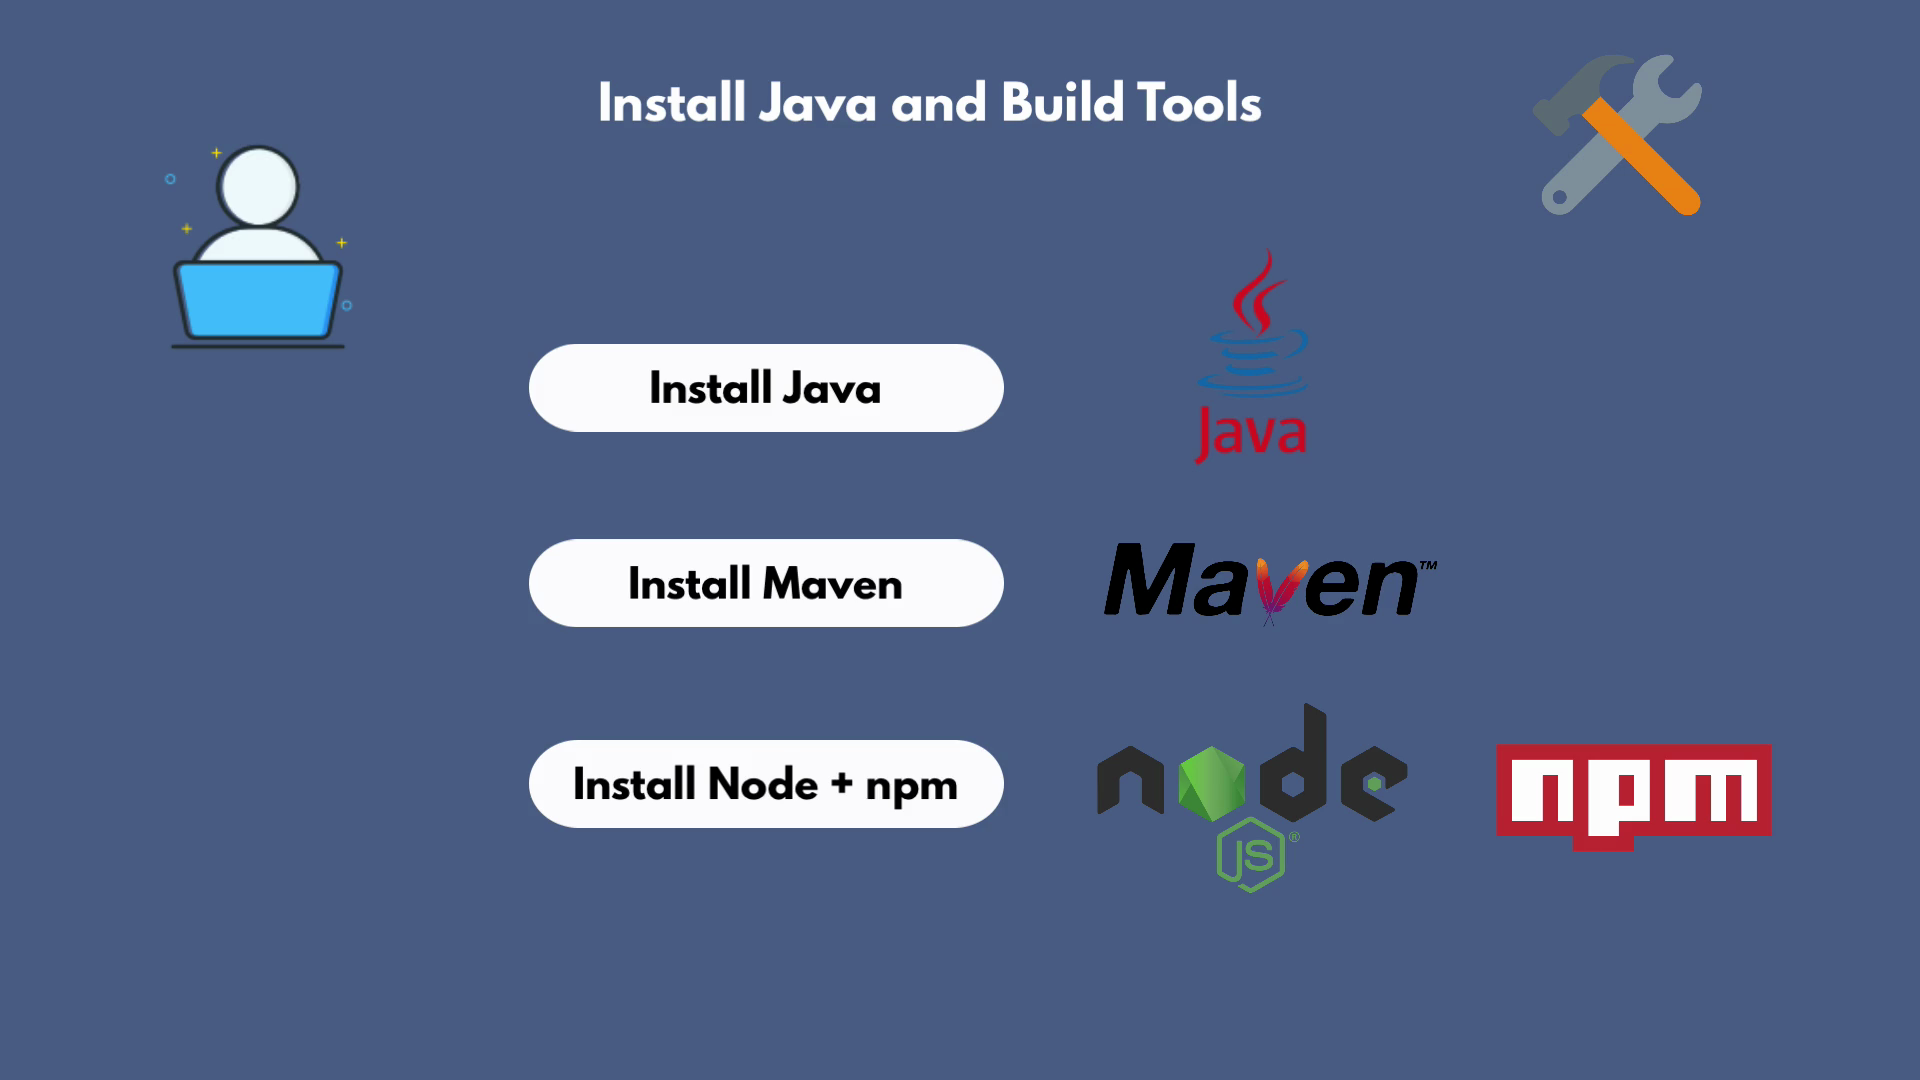 Install Java and Build Tools
Install Java
Java
Install Maven
Maven™
Install Node + npm
node
JS®
npm